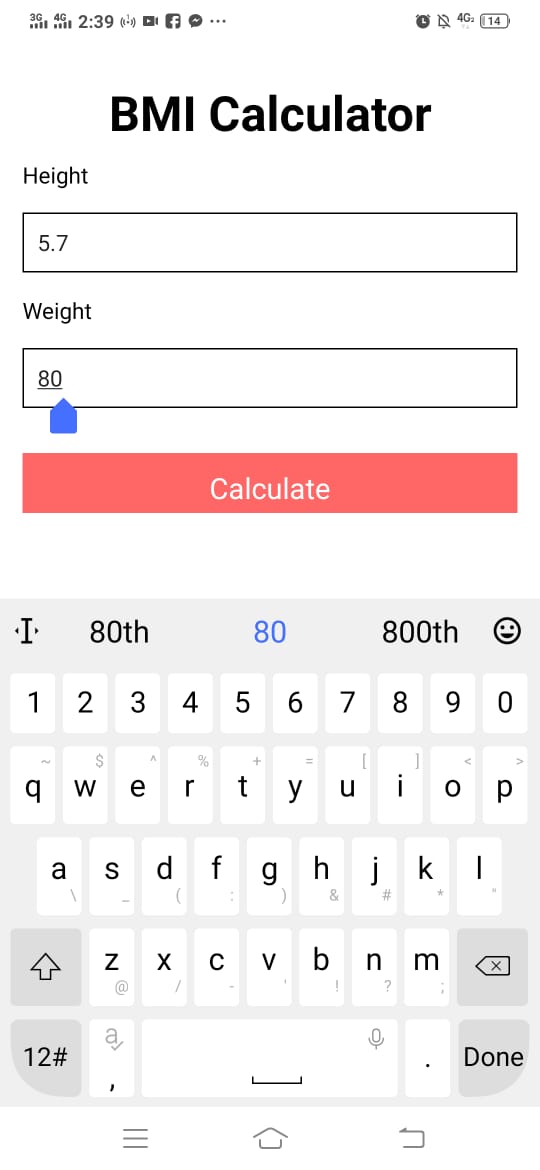 3G 4G 2:39 ... 4G2 14
BMI Calculator
Height
5.7
Weight
80
Calculate
80th 80 800th
1 2 3 4 5 6 7 8 9 0
~ $ ^ % + = [ ] < >
q w e r t y u i o p
a s d f g h j k l
\ _ ( : ) & # * "
z x c v b n m
@ / - ' ! ? ;
12# a , . Done